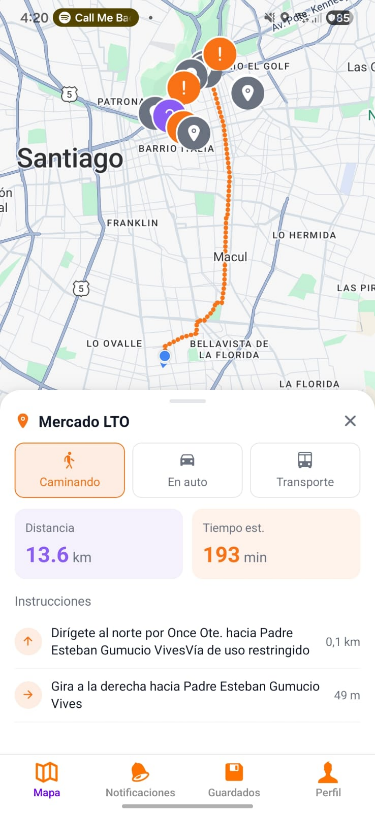 4:20 Call Me Ba 85
Av. Pdte. Kennedy
O EL GOLF
Las C
5
PATRONA
BARRIO ITALIA
Santiago
FRANKLIN
LO HERMIDA
Macul
5
LAS PIR
LO OVALLE
BELLAVISTA DE
LA FLORIDA
LA FLORIDA
Mercado LTO
Caminando
En auto
Transporte
Distancia
13.6 km
Tiempo est.
193 min
Instrucciones
Dirígete al norte por Once Ote. hacia Padre
Esteban Gumucio VivesVía de uso restringido
0,1 km
Gira a la derecha hacia Padre Esteban Gumucio
Vives
49 m
Mapa
Notificaciones
Guardados
Perfil